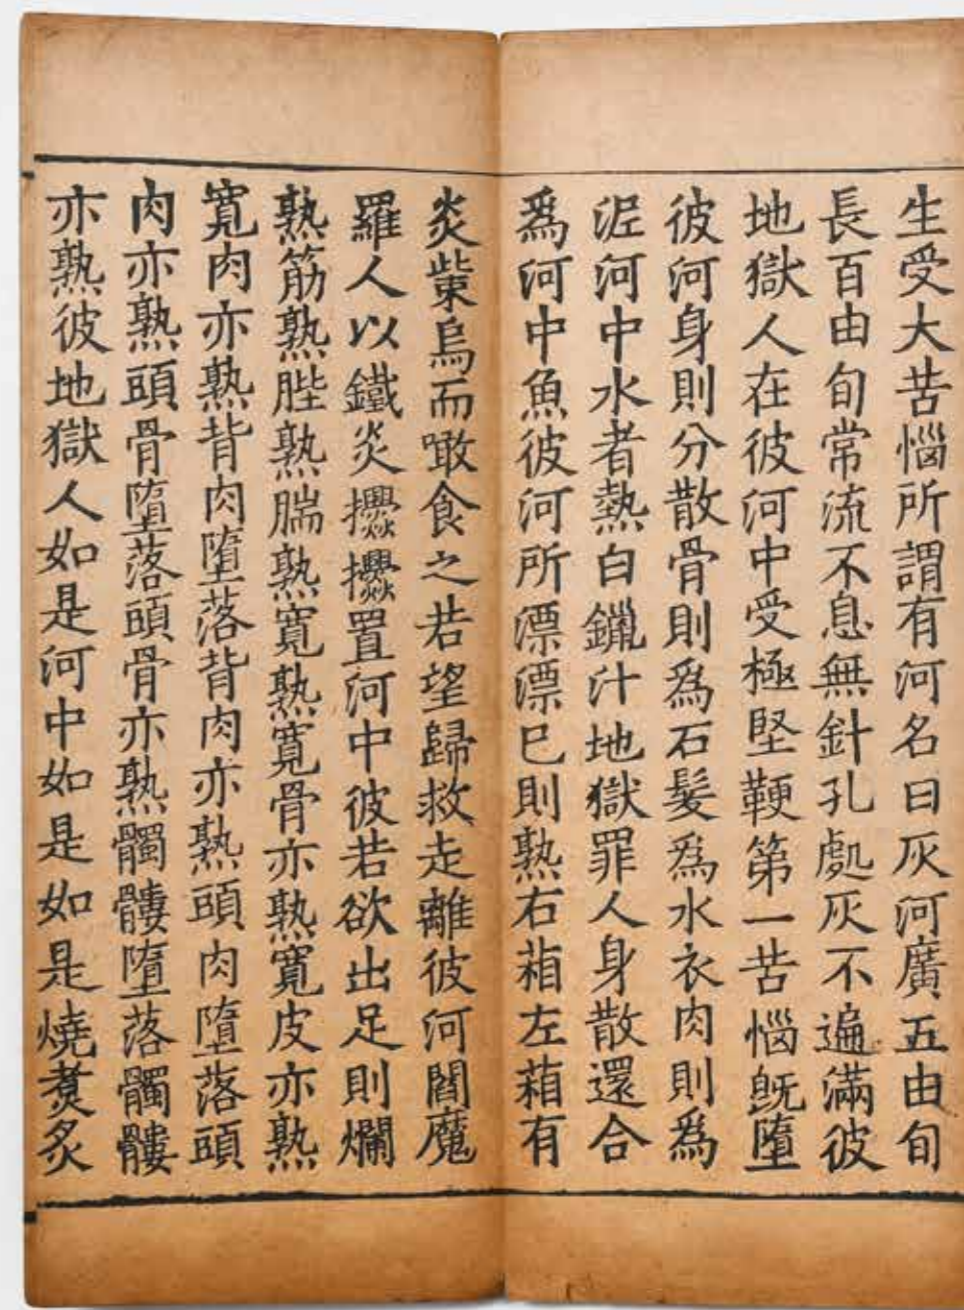 生受大苦惱所謂有河名曰灰河廣五由旬
長百由旬常流不息無針孔處灰不遍滿彼
地獄人在彼河中受極堅鞕第一苦惱旣墮
彼河身則分散骨則爲石髮爲水衣肉則爲
泥河中水者熱白鑞汁地獄罪人身散還合
爲河中魚彼河所漂漂已則熟右葙左葙有
炎𭪿烏而噉食之若望歸救走離彼河閻魔
羅人以鐵炎攥攥置河中彼若欲出足則爛
熟筋熟䏶熟腨熟寬熟寬骨亦熟寬皮亦熟
寬肉亦熟背肉墮落背肉亦熟頭肉墮落頭
肉亦熟頭骨墮落頭骨亦熟髑髏墮落髑髏
亦熟彼地獄人如是河中如是如是燒煑炙